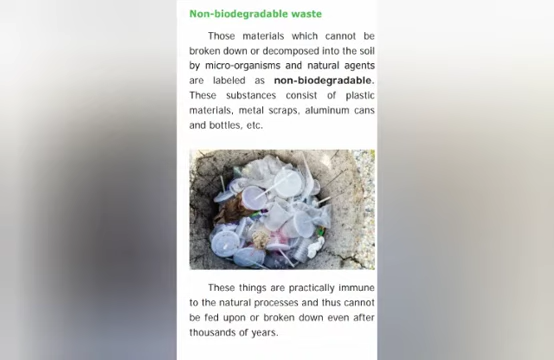 Non-biodegradable waste
Those materials which cannot be
broken down or decomposed into the soil
by micro-organisms and natural agents
are labeled as non-biodegradable.
These substances consist of plastic
materials, metal scraps, aluminum cans
and bottles, etc.
These things are practically immune
to the natural processes and thus cannot
be fed upon or broken down even after
thousands of years.